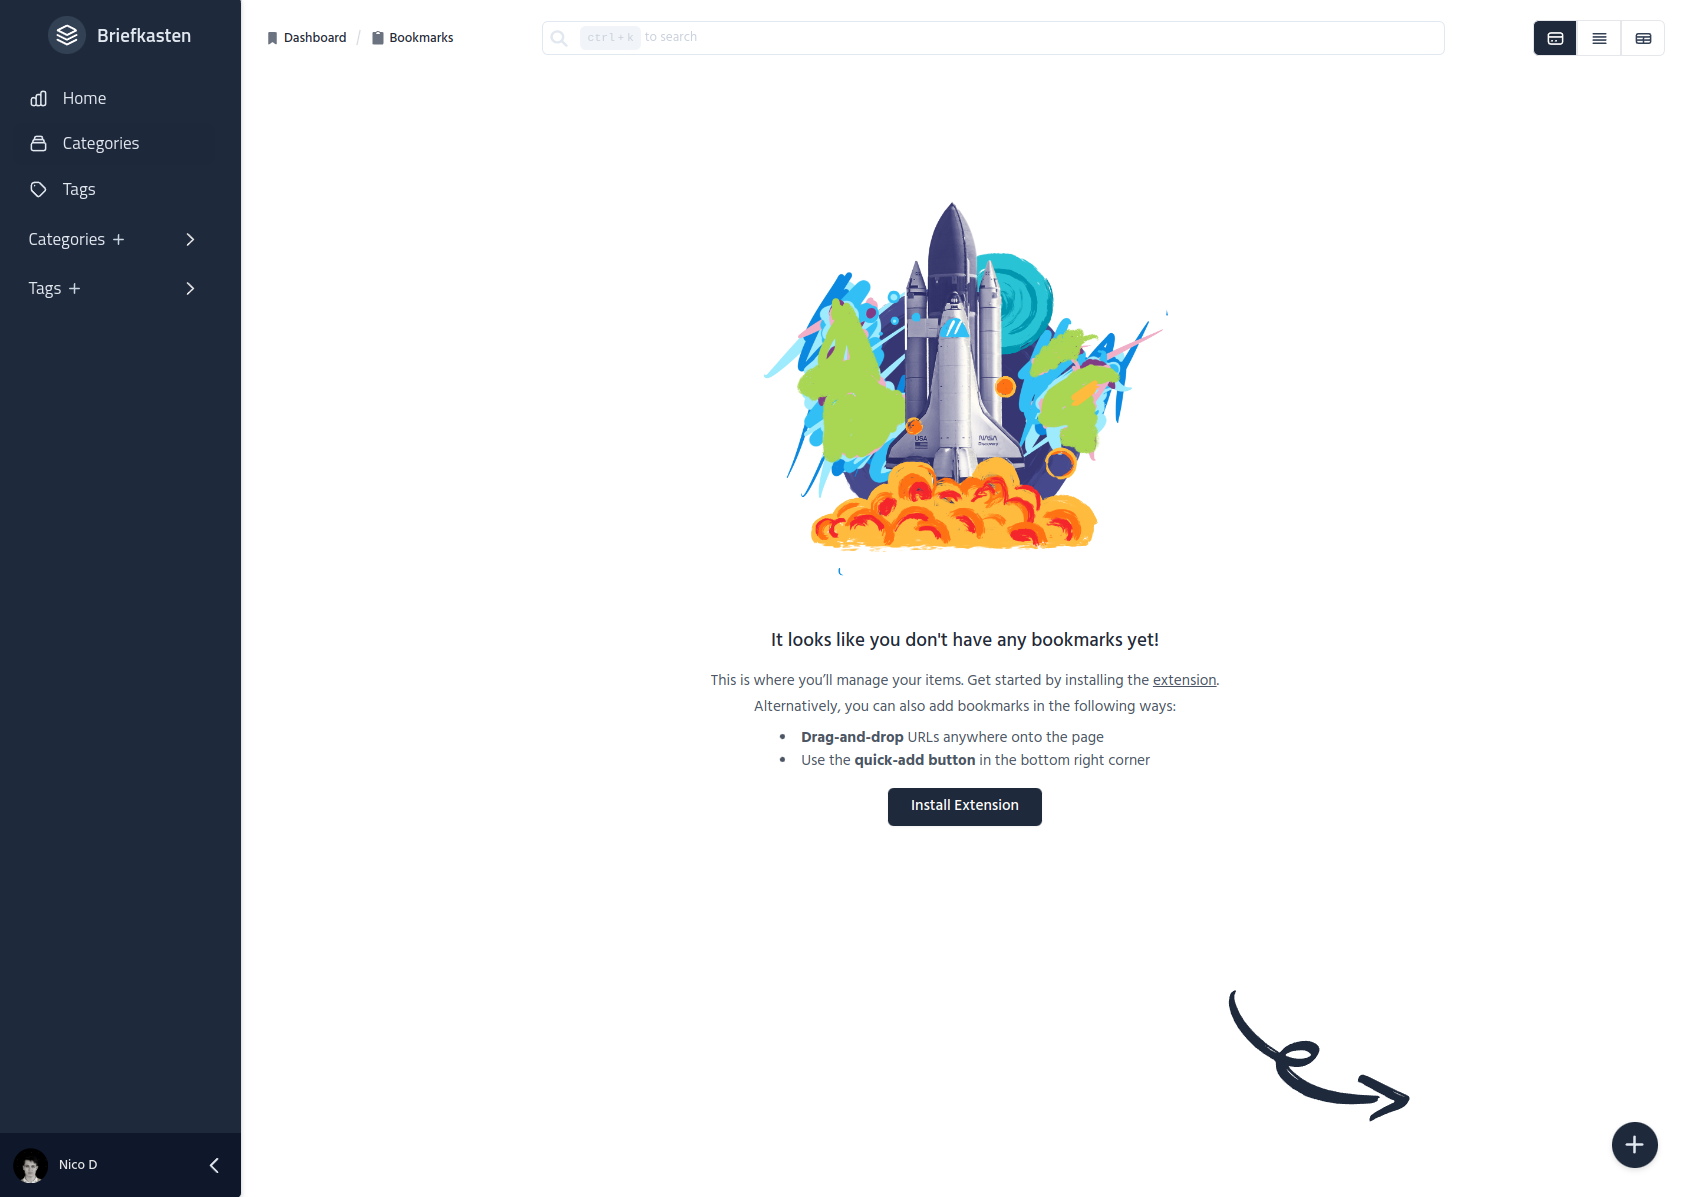 Briefkasten
Home
Categories
Tags
Categories +
Tags +
Nico D
Dashboard / Bookmarks
ctrl+k to search
USA
NASA
Discovery
It looks like you don't have any bookmarks yet!
This is where you’ll manage your items. Get started by installing the extension.
Alternatively, you can also add bookmarks in the following ways:
• Drag-and-drop URLs anywhere onto the page
• Use the quick-add button in the bottom right corner
Install Extension